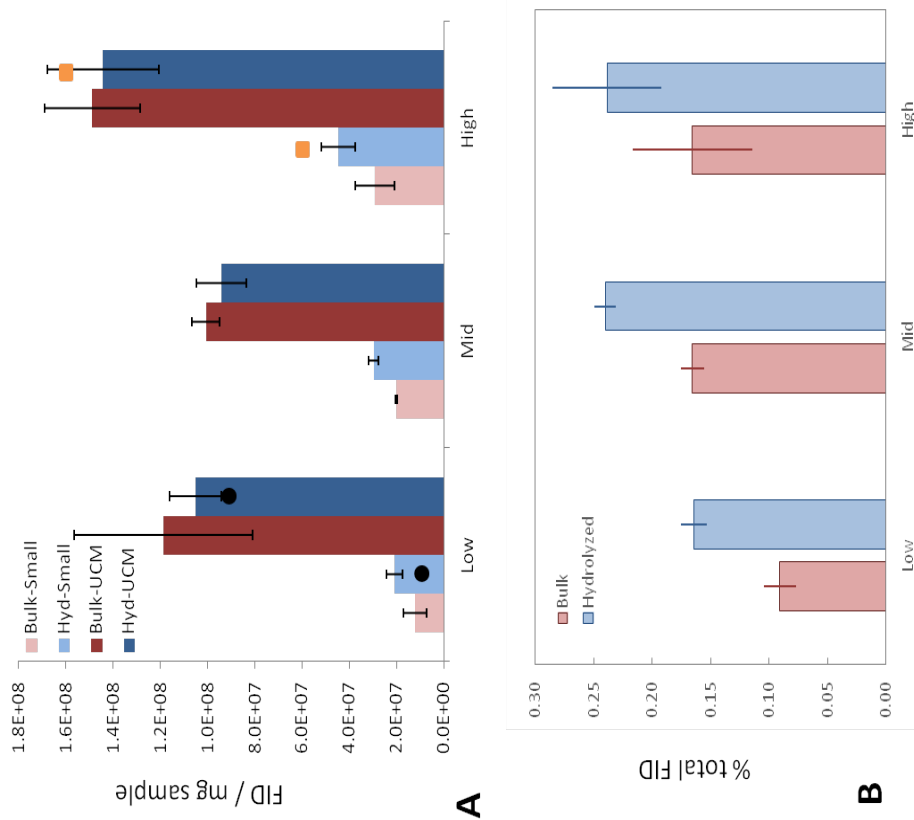 A
FID / mg sample
1.8E+08
1.6E+08
1.4E+08
1.2E+08
1.0E+08
8.0E+07
6.0E+07
4.0E+07
2.0E+07
0.0E+00
Bulk-Small
Hyd-Small
Bulk-UCM
Hyd-UCM
Low
Mid
High
B
% total FID
0.30
0.25
0.20
0.15
0.10
0.05
0.00
Bulk
Hydrolyzed
Low
Mid
High